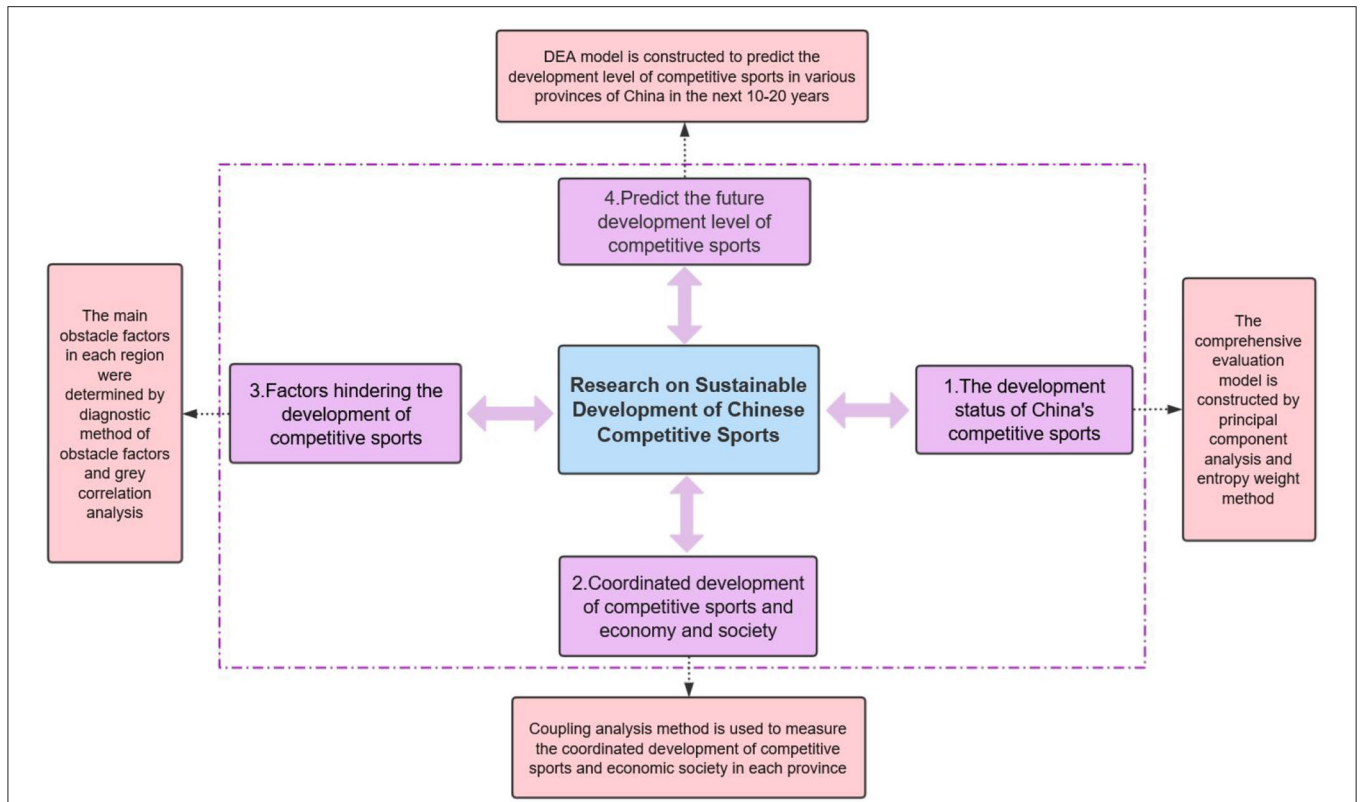 DEA model is constructed to predict the
development level of competitive sports in various
provinces of China in the next 10-20 years
4.Predict the future
development level of
competitive sports
The main
obstacle factors
in each region
were
determined by
diagnostic
method of
obstacle factors
and grey
correlation
analysis
3.Factors hindering the
development of
competitive sports
Research on Sustainable
Development of Chinese
Competitive Sports
1.The development
status of China's
competitive sports
The
comprehensive
evaluation
model is
constructed by
principal
component
analysis and
entropy weight
method
2.Coordinated development
of competitive sports and
economy and society
Coupling analysis method is used to measure
the coordinated development of competitive
sports and economic society in each province